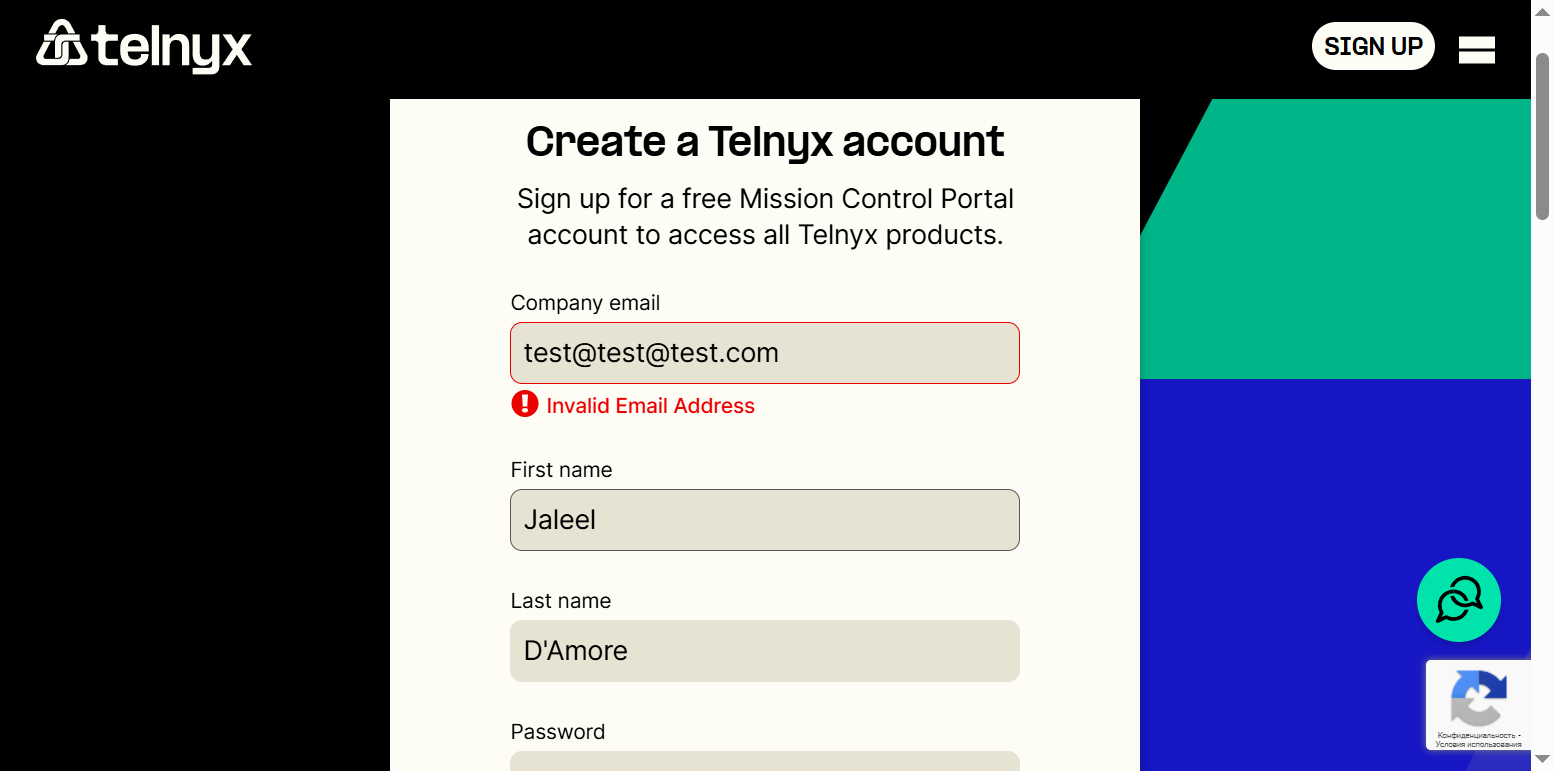 telnyx
SIGN UP
Create a Telnyx account
Sign up for a free Mission Control Portal
account to access all Telnyx products.
Company email
test@test@test.com
Invalid Email Address
First name
Jaleel
Last name
D'Amore
Password
Конфиденциальность -
Условия использования